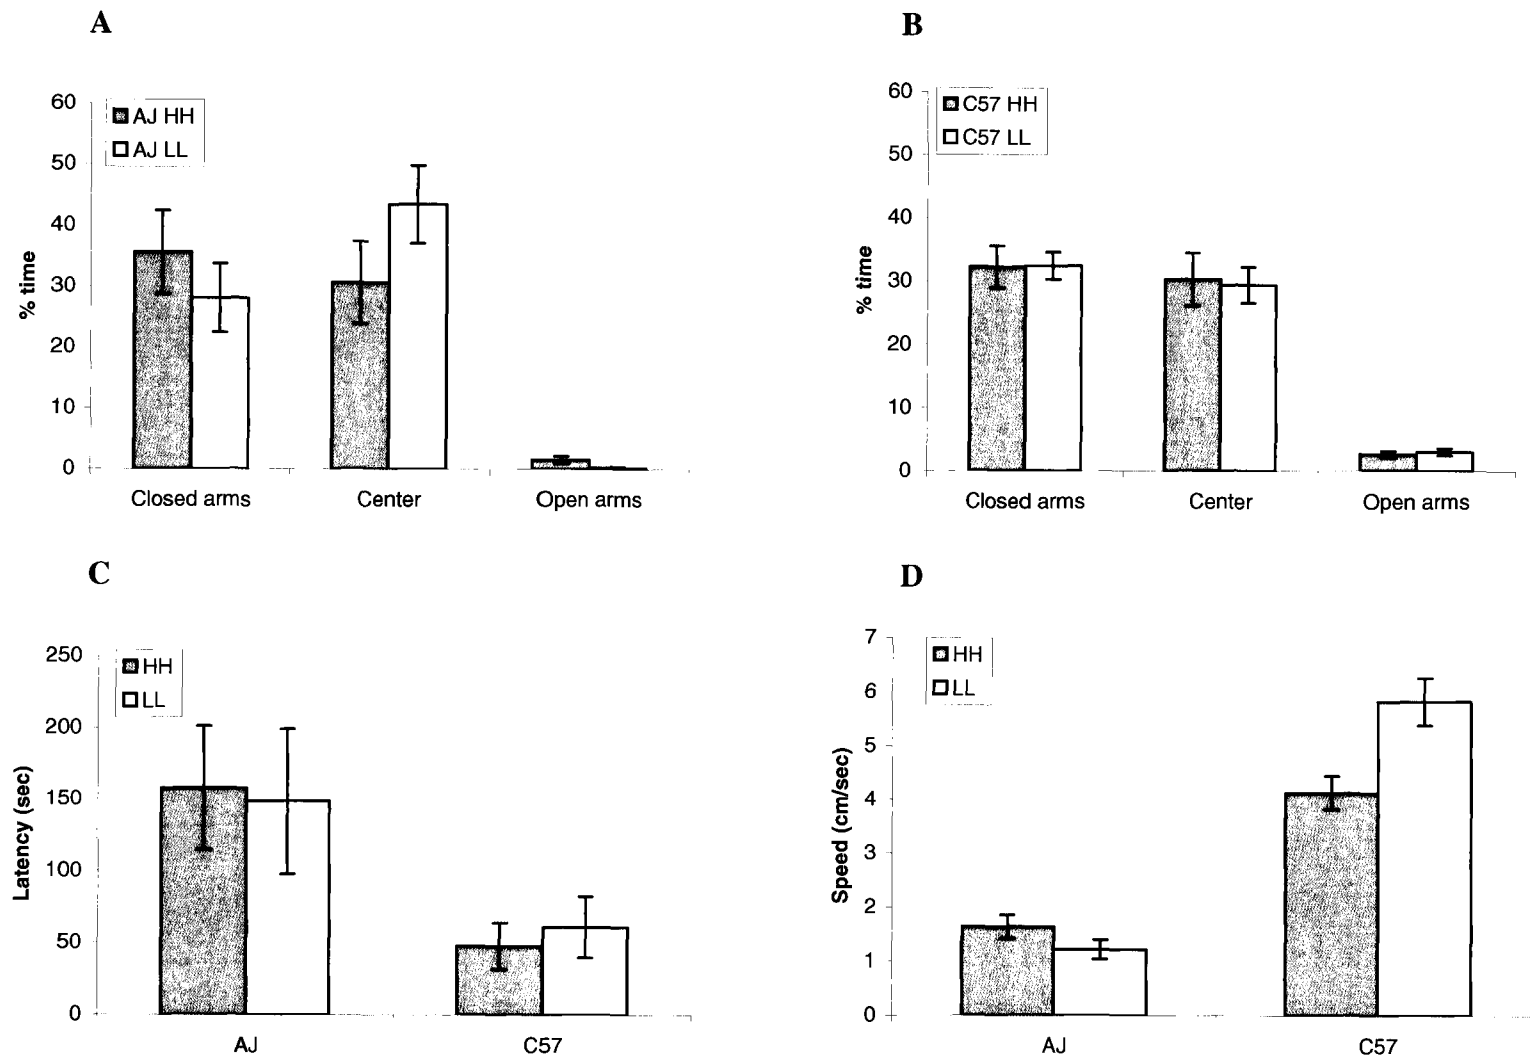 A
60
50
40
30
20
10
0
% time
AJ HH
AJ LL
Closed arms Center Open arms
B
60
50
40
30
20
10
0
% time
C57 HH
C57 LL
Closed arms Center Open arms
C
250
200
150
100
50
0
Latency (sec)
HH
LL
AJ C57
D
7
6
5
4
3
2
1
0
Speed (cm/sec)
HH
LL
AJ C57